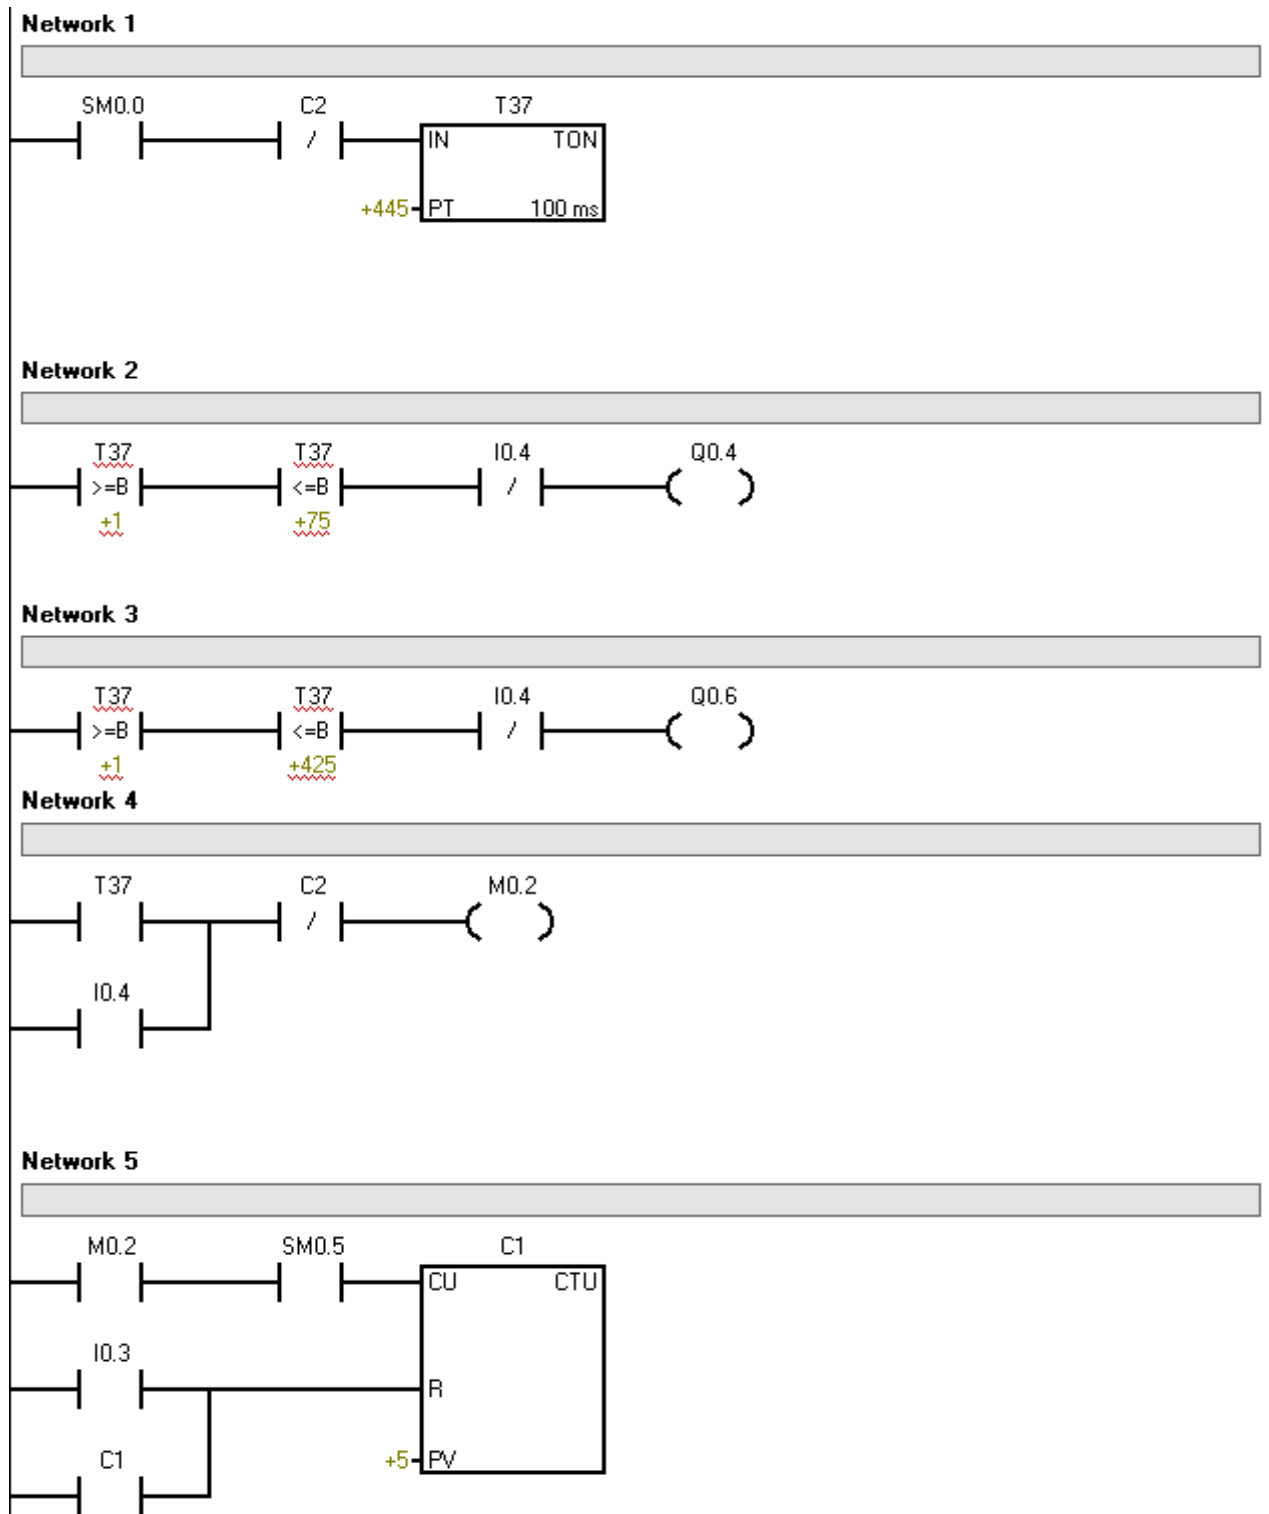 Network 1
SM0.0 C2 T37
/ IN TON
+445 PT 100 ms
Network 2
T37 T37 I0.4 Q0.4
>=B <=B /
+1 +75
Network 3
T37 T37 I0.4 Q0.6
>=B <=B /
+1 +425
Network 4
T37 C2 M0.2
/
I0.4
Network 5
M0.2 SM0.5 C1
CU CTU
I0.3
R
C1
+5 PV